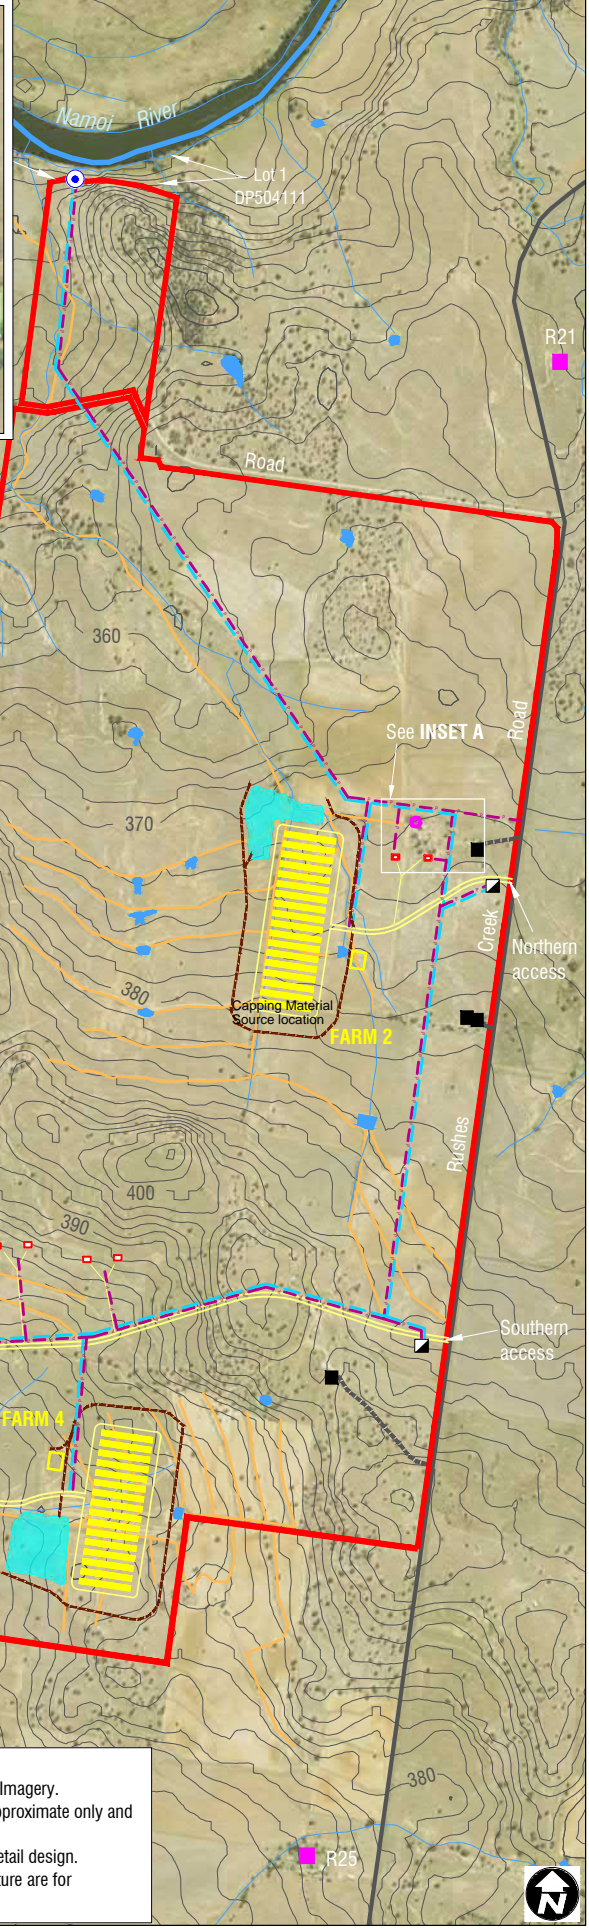 Namoi River
Lot 1
DP504111
R21
Road
360
See INSET A
Road
370
Creek
Northern
access
380
Capping Material
Source location
FARM 2
Rushes
400
390
Southern
access
FARM 4
Imagery.
pproximate only and
etail design.
ture are for
380
R25
N